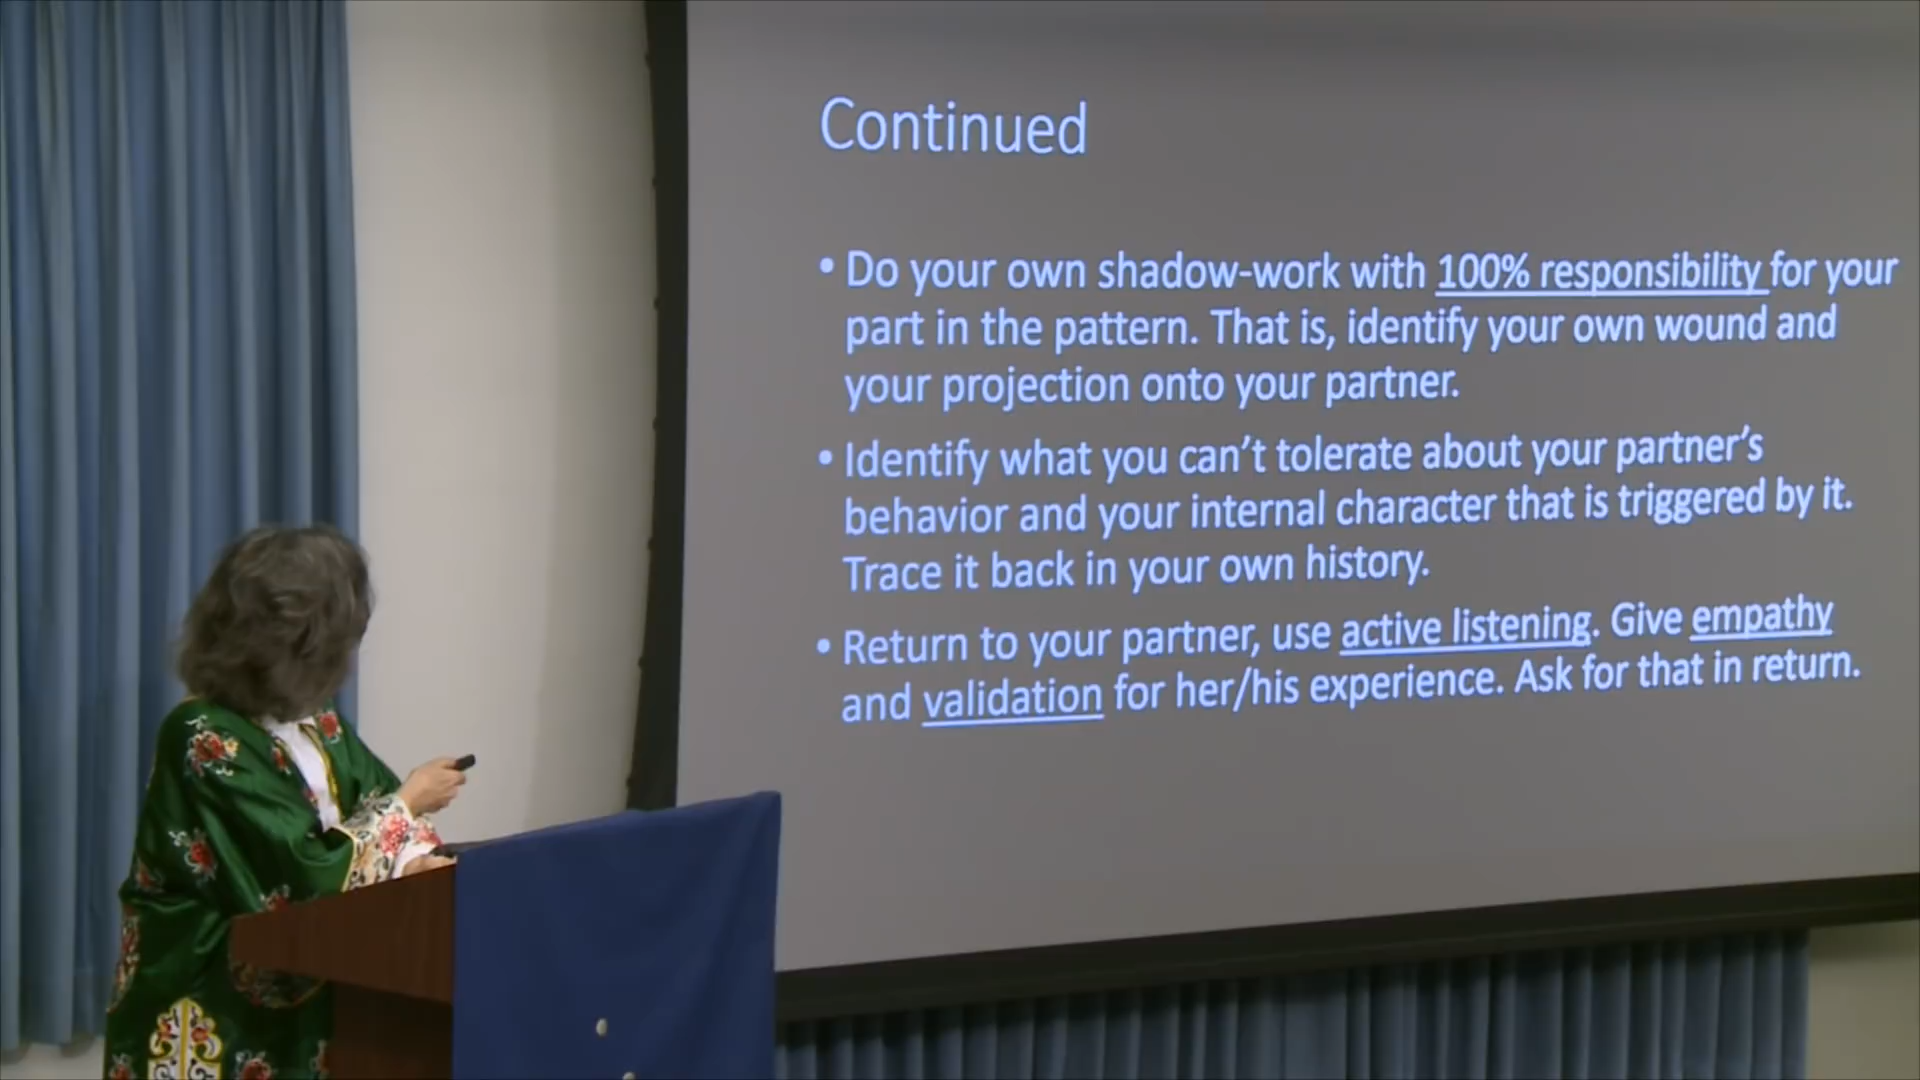 Continued
• Do your own shadow-work with 100% responsibility for your
part in the pattern. That is, identify your own wound and
your projection onto your partner.
• Identify what you can’t tolerate about your partner’s
behavior and your internal character that is triggered by it.
Trace it back in your own history.
• Return to your partner, use active listening. Give empathy
and validation for her/his experience. Ask for that in return.